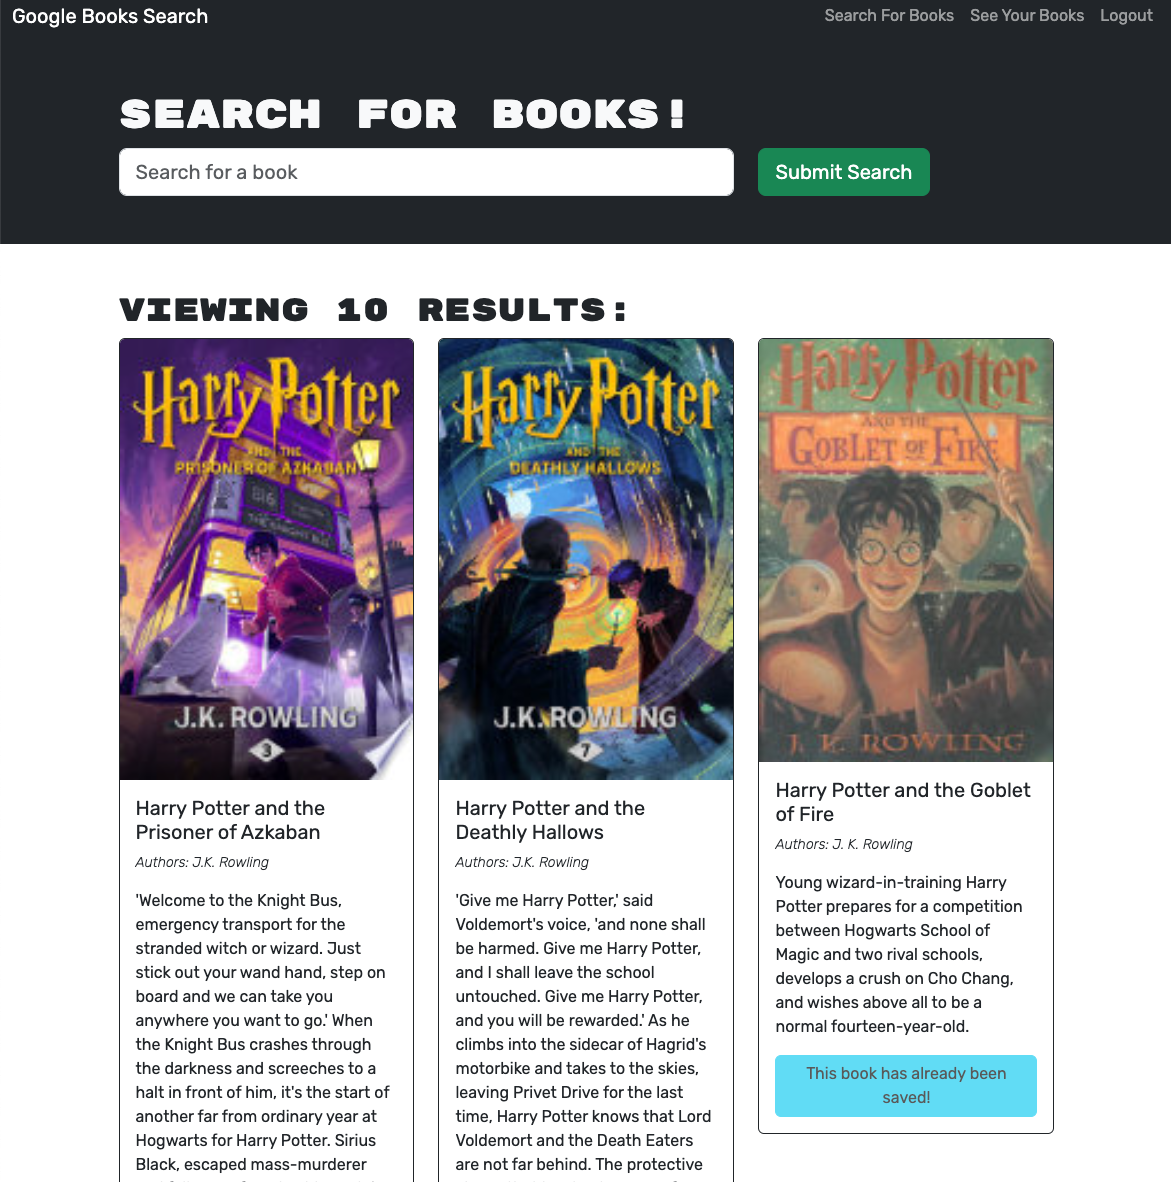 Google Books Search
Search For Books
See Your Books
Logout
SEARCH FOR BOOKS!
Search for a book
Submit Search
VIEWING 10 RESULTS:
Harry Potter
AND THE
PRISONER OF AZKABAN
J.K. ROWLING
3
Harry Potter and the
Prisoner of Azkaban
Authors: J.K. Rowling
'Welcome to the Knight Bus,
emergency transport for the
stranded witch or wizard. Just
stick out your wand hand, step on
board and we can take you
anywhere you want to go.' When
the Knight Bus crashes through
the darkness and screeches to a
halt in front of him, it's the start of
another far from ordinary year at
Hogwarts for Harry Potter. Sirius
Black, escaped mass-murderer
Harry Potter
AND THE
DEATHLY HALLOWS
J.K. ROWLING
7
Harry Potter and the
Deathly Hallows
Authors: J.K. Rowling
'Give me Harry Potter,' said
Voldemort's voice, 'and none shall
be harmed. Give me Harry Potter,
and I shall leave the school
untouched. Give me Harry Potter,
and you will be rewarded.' As he
climbs into the sidecar of Hagrid's
motorbike and takes to the skies,
leaving Privet Drive for the last
time, Harry Potter knows that Lord
Voldemort and the Death Eaters
are not far behind. The protective
Harry Potter
AND THE
GOBLET OF FIRE
J. K. ROWLING
Harry Potter and the Goblet
of Fire
Authors: J. K. Rowling
Young wizard-in-training Harry
Potter prepares for a competition
between Hogwarts School of
Magic and two rival schools,
develops a crush on Cho Chang,
and wishes above all to be a
normal fourteen-year-old.
This book has already been
saved!